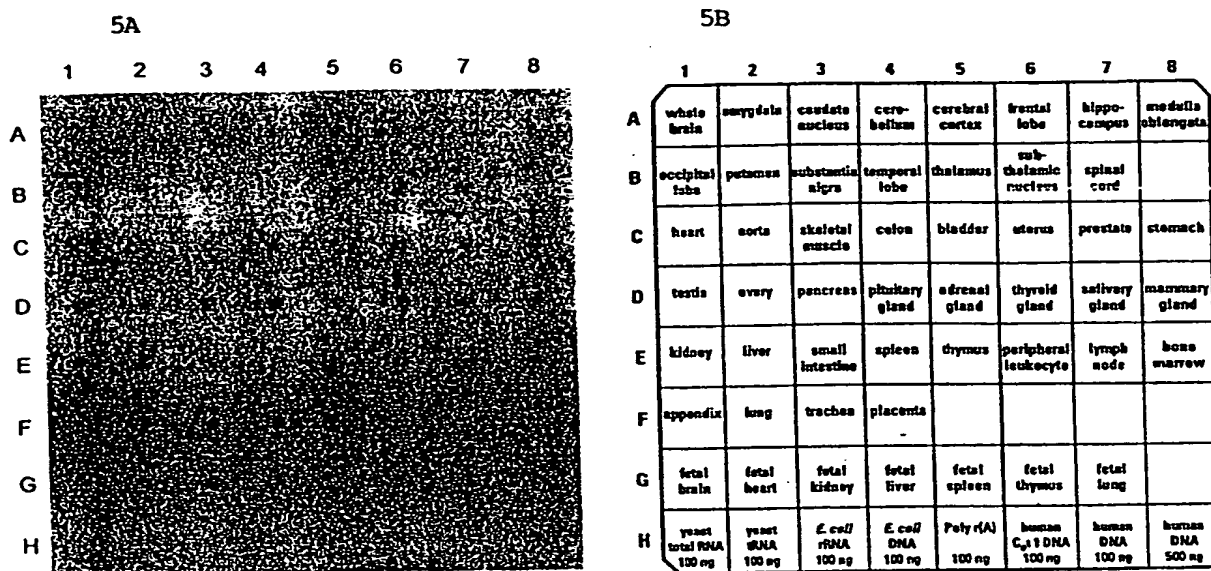 5A
5B
1 2 3 4 5 6 7 8
A
B
C
D
E
F
G
H
1 2 3 4 5 6 7 8
A
whole brain
amygdala
caudate nucleus
cere-
bellum
cerebral cortex
frontal lobe
hippo-
campus
medulla oblongata
B
occipital lobe
putamen
substantia nigra
temporal lobe
thalamus
sub-
thalamic
nucleus
spinal cord
C
heart
aorta
skeletal muscle
colon
bladder
uterus
prostate
stomach
D
testis
ovary
pancreas
pituitary gland
adrenal gland
thyroid gland
salivary gland
mammary gland
E
kidney
liver
small intestine
spleen
thymus
peripheral leukocyte
lymph node
bone marrow
F
appendix
lung
trachea
placenta
G
fetal brain
fetal heart
fetal kidney
fetal liver
fetal spleen
fetal thymus
fetal lung
H
yeast
total RNA
100 ng
yeast
tRNA
100 ng
E. coli
rRNA
100 ng
E. coli
DNA
100 ng
Poly r(A)
100 ng
human
C₀t 1 DNA
100 ng
human
DNA
100 ng
human
DNA
500 ng